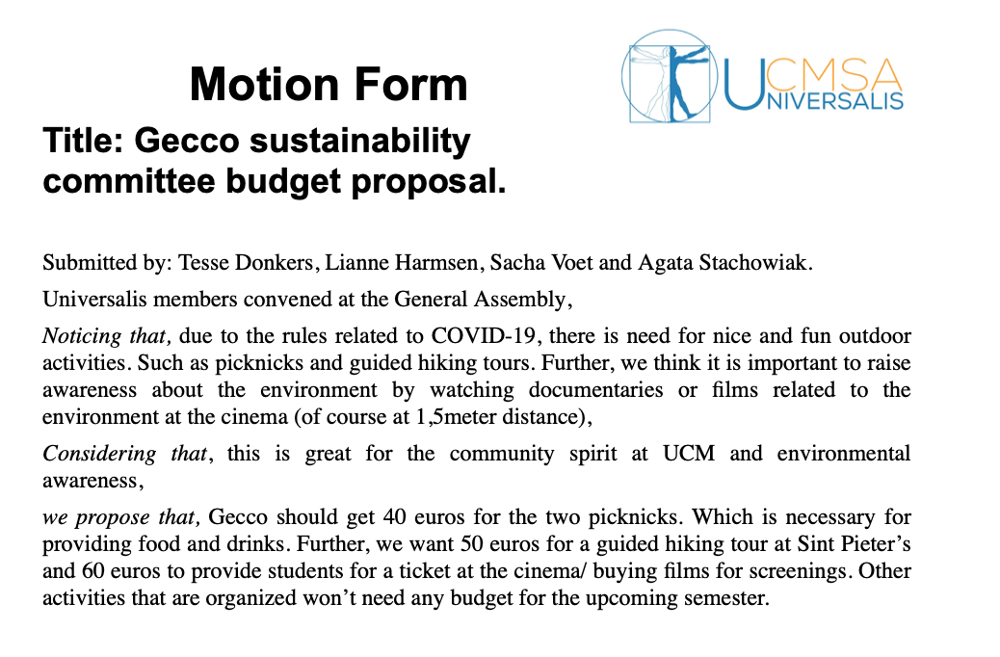 Motion Form
UCMSA
UNIVERSALIS
Title: Gecco sustainability
committee budget proposal.
Submitted by: Tesse Donkers, Lianne Harmsen, Sacha Voet and Agata Stachowiak.
Universalis members convened at the General Assembly,
Noticing that, due to the rules related to COVID-19, there is need for nice and fun outdoor
activities. Such as picknicks and guided hiking tours. Further, we think it is important to raise
awareness about the environment by watching documentaries or films related to the
environment at the cinema (of course at 1,5meter distance),
Considering that, this is great for the community spirit at UCM and environmental
awareness,
we propose that, Gecco should get 40 euros for the two picknicks. Which is necessary for
providing food and drinks. Further, we want 50 euros for a guided hiking tour at Sint Pieter’s
and 60 euros to provide students for a ticket at the cinema/ buying films for screenings. Other
activities that are organized won’t need any budget for the upcoming semester.